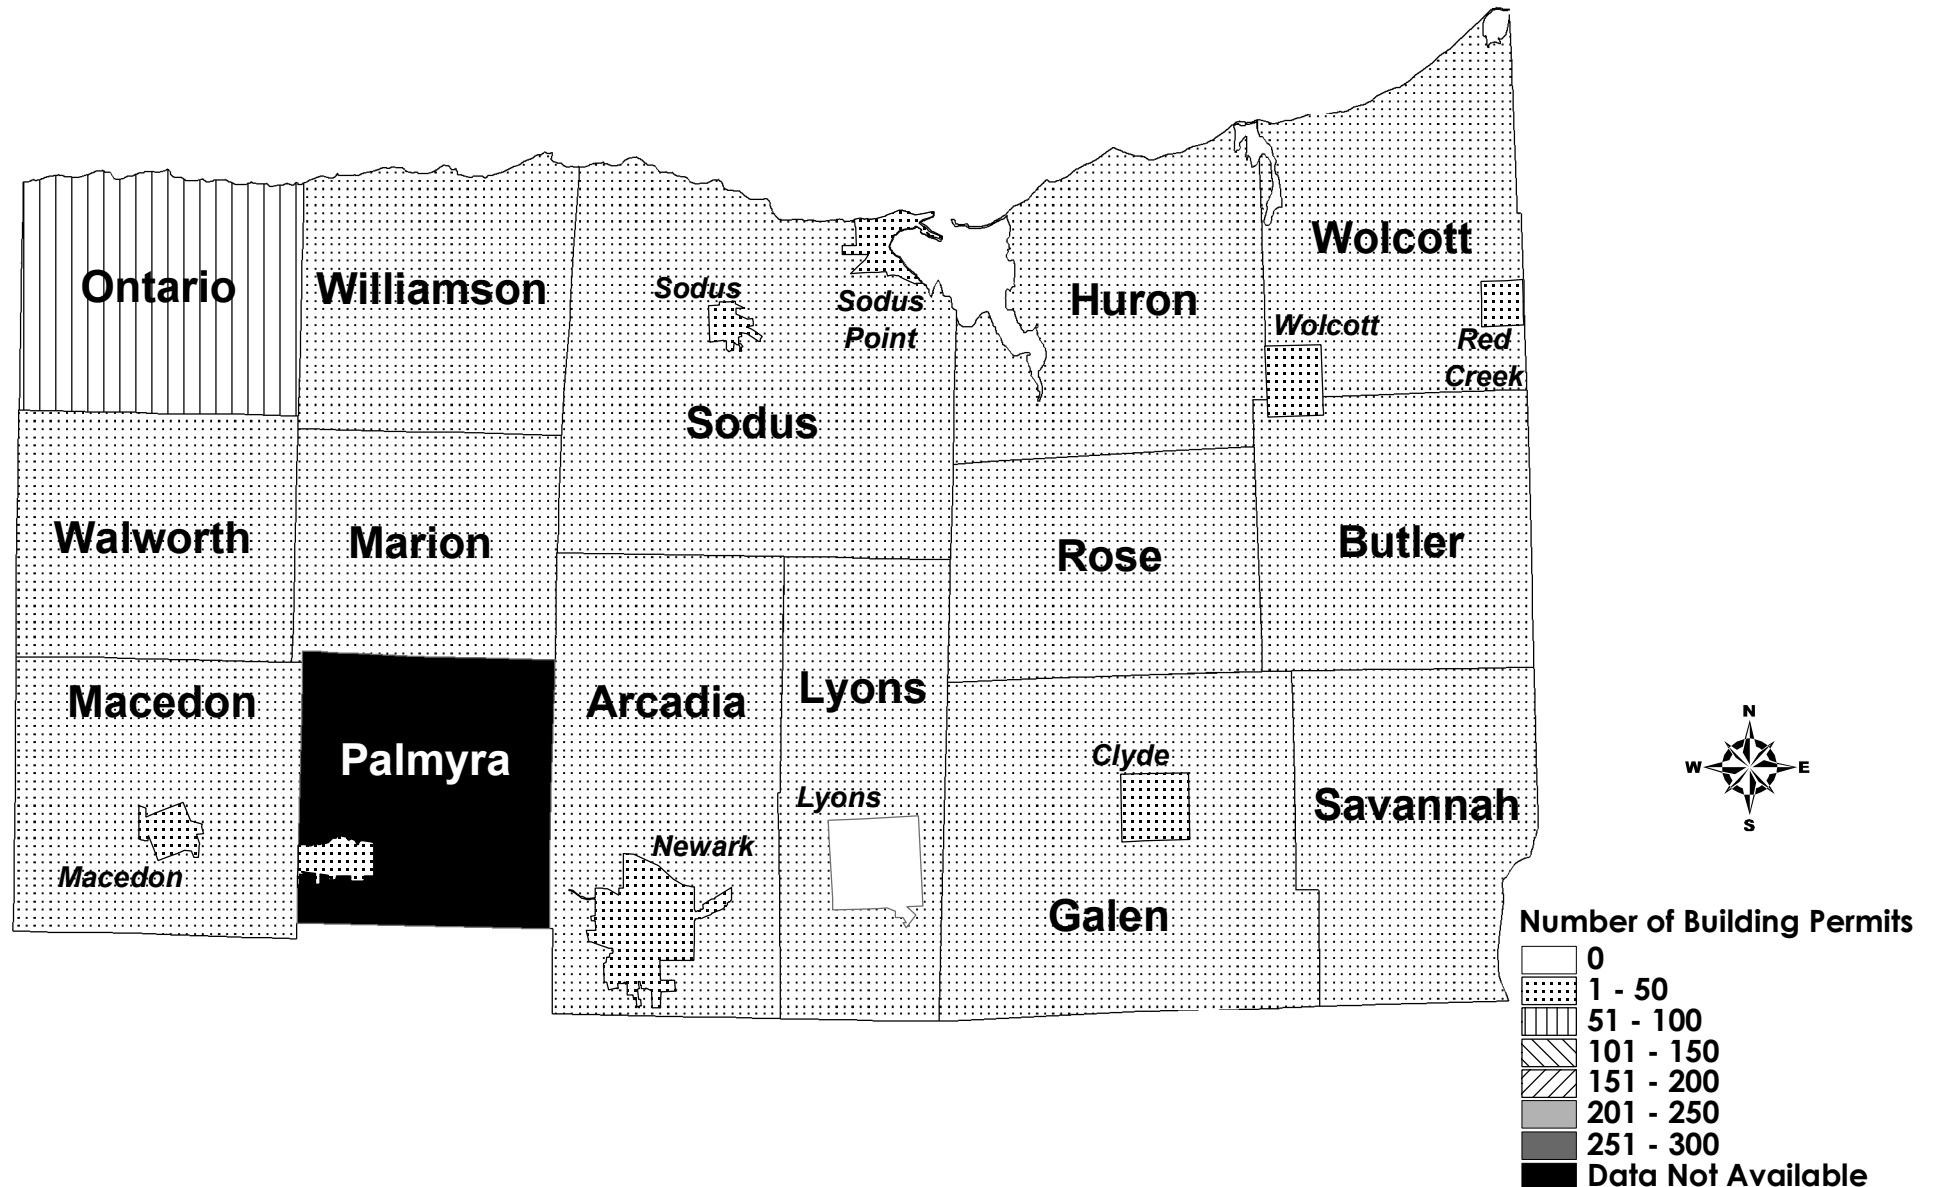 Wolcott
Ontario
Williamson
Sodus
Sodus
Point
Huron
Wolcott
Red
Creek
Sodus
Walworth
Marion
Rose
Butler
Macedon
Arcadia
Lyons
Palmyra
Clyde
Lyons
Savannah
Newark
Macedon
Galen
N
W
E
S
Number of Building Permits
0
1 - 50
51 - 100
101 - 150
151 - 200
201 - 250
251 - 300
Data Not Available